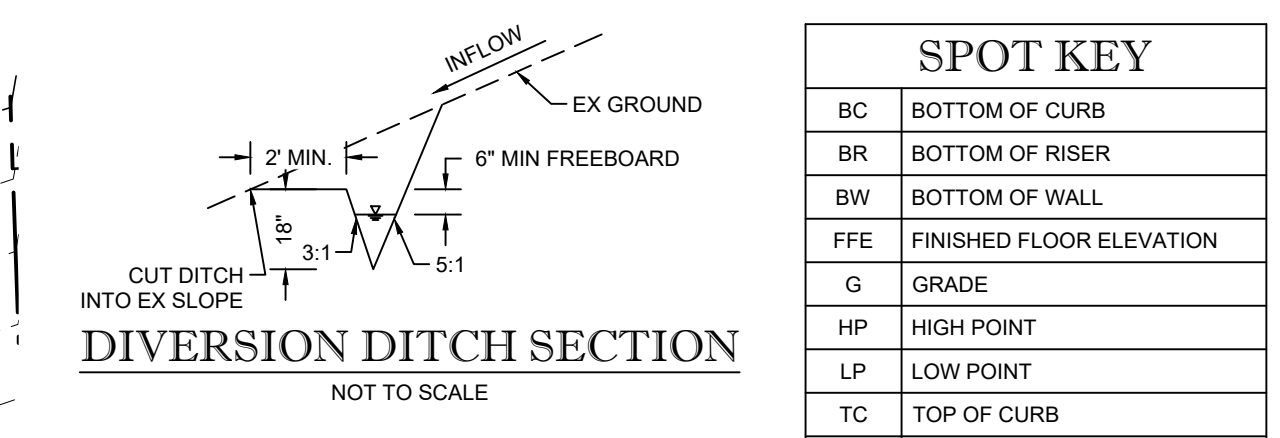 INFLOW
EX GROUND
2' MIN.
6" MIN FREEBOARD
18"
3:1
5:1
CUT DITCH
INTO EX SLOPE
DIVERSION DITCH SECTION
NOT TO SCALE
SPOT KEY
BC BOTTOM OF CURB
BR BOTTOM OF RISER
BW BOTTOM OF WALL
FFE FINISHED FLOOR ELEVATION
G GRADE
HP HIGH POINT
LP LOW POINT
TC TOP OF CURB